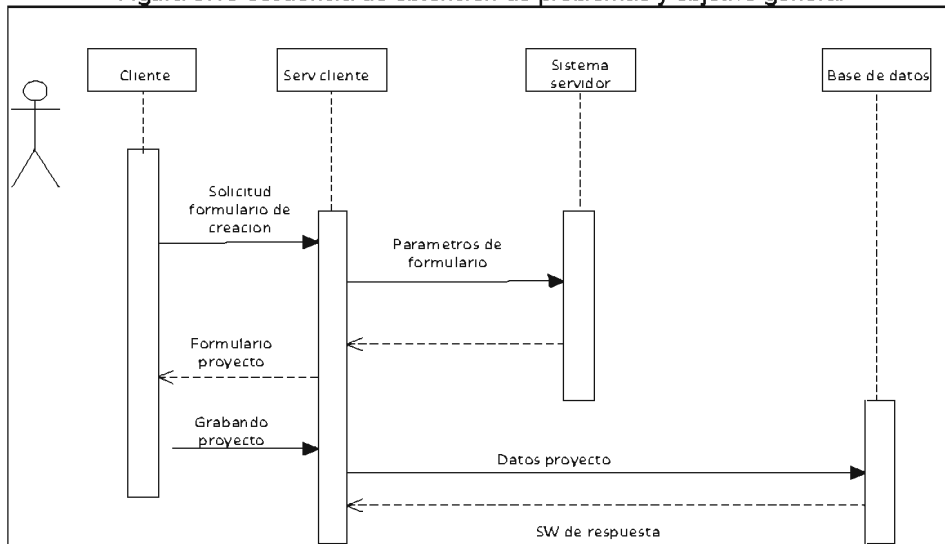 Cliente
Serv cliente
Sistema
servidor
Base de datos
Solicitud
formulario de
creacion
Parametros de
formulario
Formulario
proyecto
Grabando
proyecto
Datos proyecto
SW de respuesta